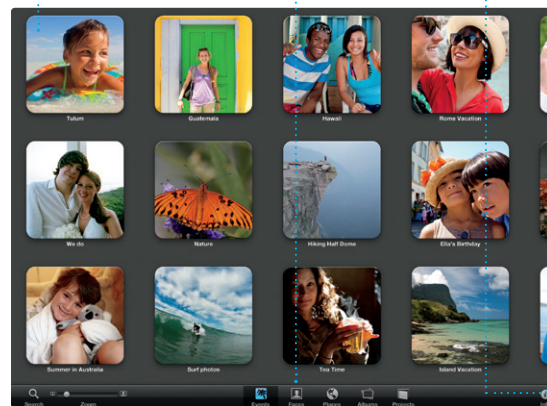 Tulum
Guatemala
Hawaii
Rome Vacation
We do
Nature
Hiking Half Dome
Ella's Birthday
Summer in Australia
Surf photos
Tea Time
Island Vacation
Search
Zoom
Events
Faces
Places
Albums
Projects